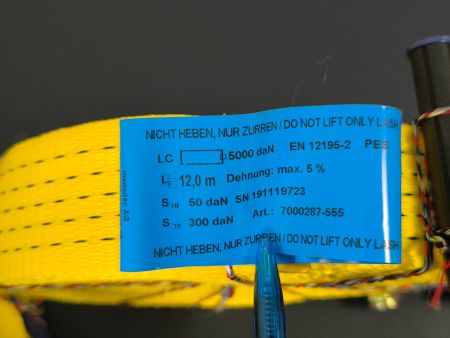 NICHT HEBEN, NUR ZURREN / DO NOT LIFT ONLY LASH
LC 5000 daN EN 12195-2 PES
12,0 m Dehnung: max. 5 %
S HF 50 daN SN 191119723
S TF 300 daN Art.: 7000287-555
NICHT HEBEN, NUR ZURREN / DO NOT LIFT ONLY LASH